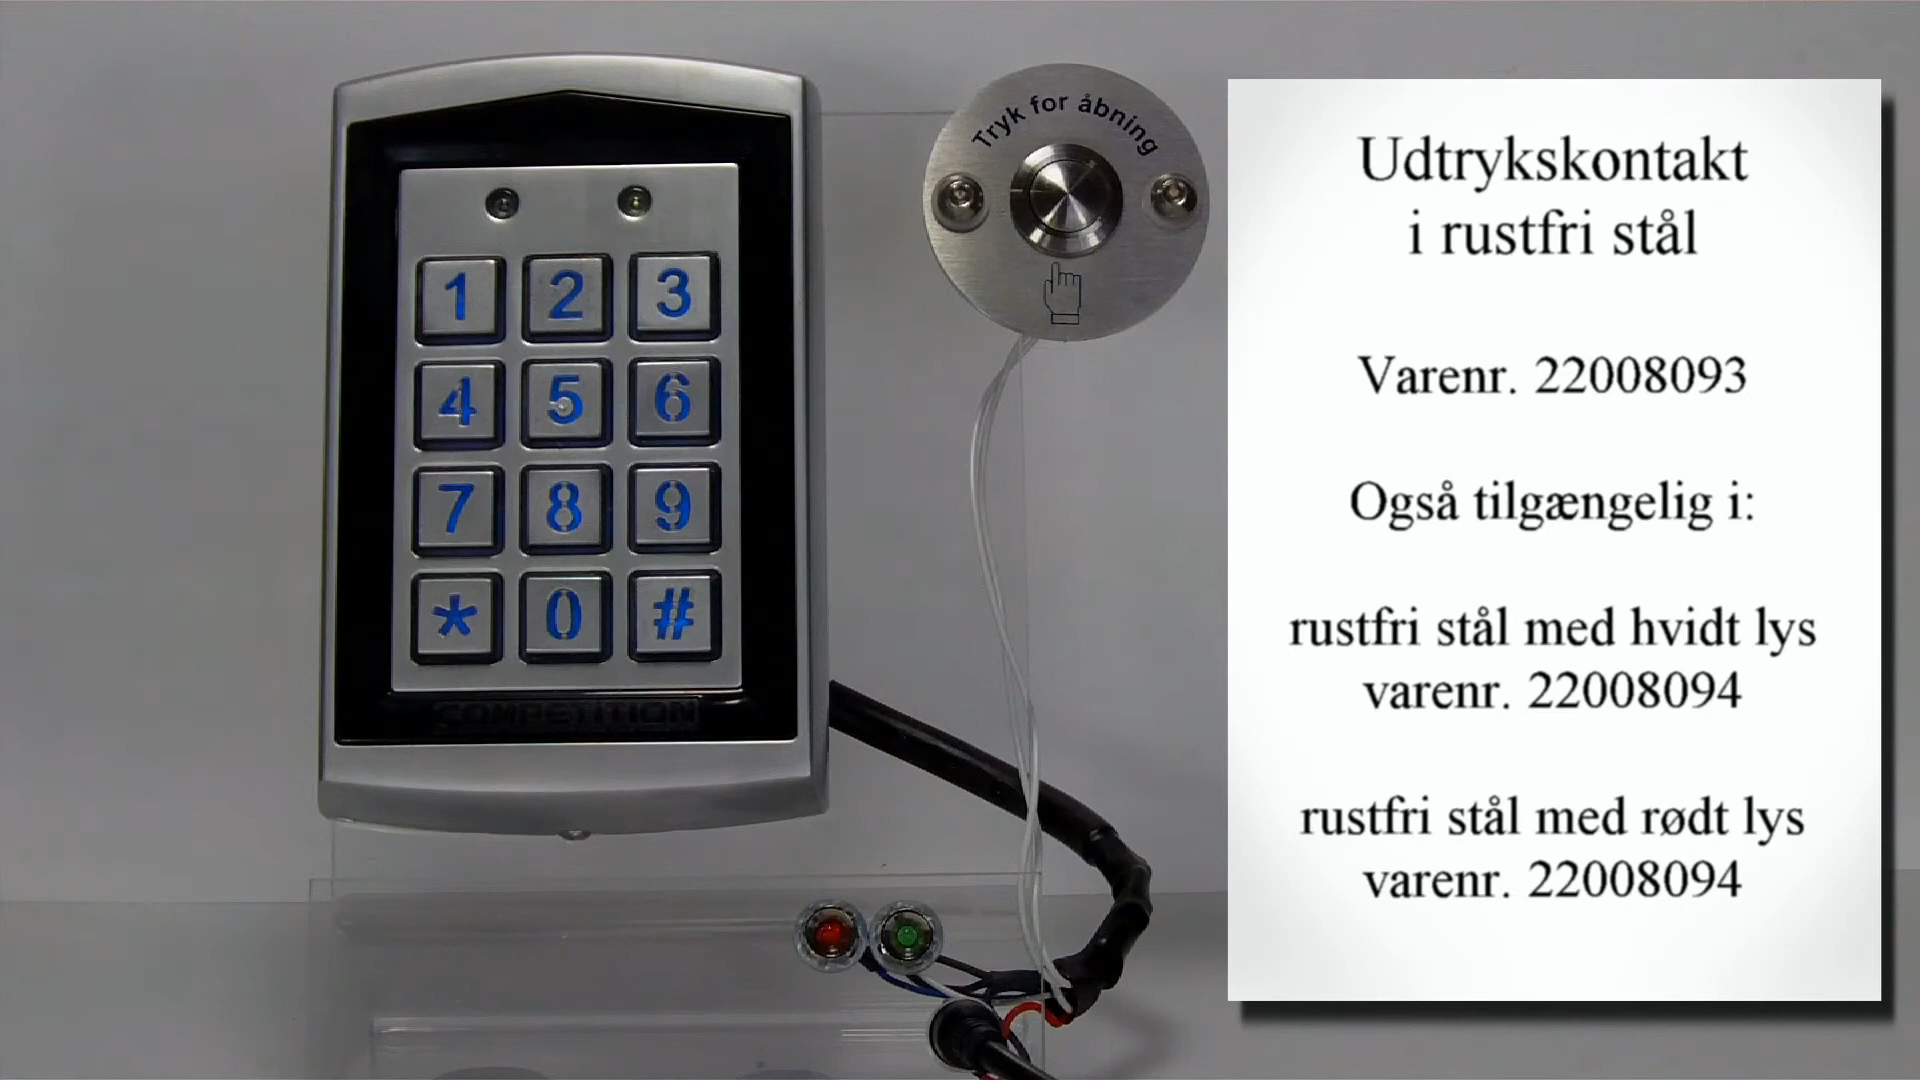 Tryk for åbning
1 2 3
4 5 6
7 8 9
* 0 #
COMPETITION
Udtrykskontakt
i rustfri stål
Varenr. 22008093
Også tilgængelig i:
rustfri stål med hvidt lys
varenr. 22008094
rustfri stål med rødt lys
varenr. 22008094